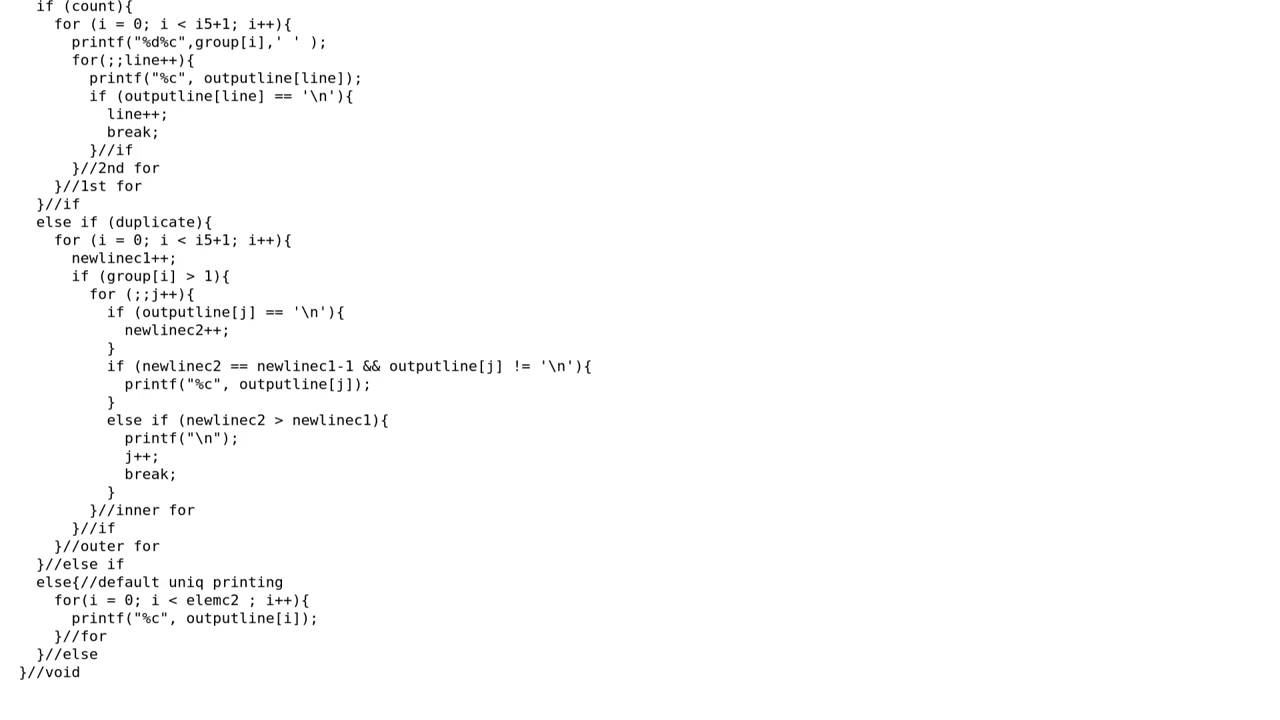 if (count){
for (i = 0; i < i5+1; i++){
printf("%d%c",group[i],' ' );
for(;;line++){
printf("%c", outputline[line]);
if (outputline[line] == '\n'){
line++;
break;
}//if
}//2nd for
}//1st for
}//if
else if (duplicate){
for (i = 0; i < i5+1; i++){
newlinec1++;
if (group[i] > 1){
for (;;j++){
if (outputline[j] == '\n'){
newlinec2++;
}
if (newlinec2 == newlinec1-1 && outputline[j] != '\n'){
printf("%c", outputline[j]);
}
else if (newlinec2 > newlinec1){
printf("\n");
j++;
break;
}
}//inner for
}//if
}//outer for
}//else if
else{//default uniq printing
for(i = 0; i < elemc2 ; i++){
printf("%c", outputline[i]);
}//for
}//else
}//void